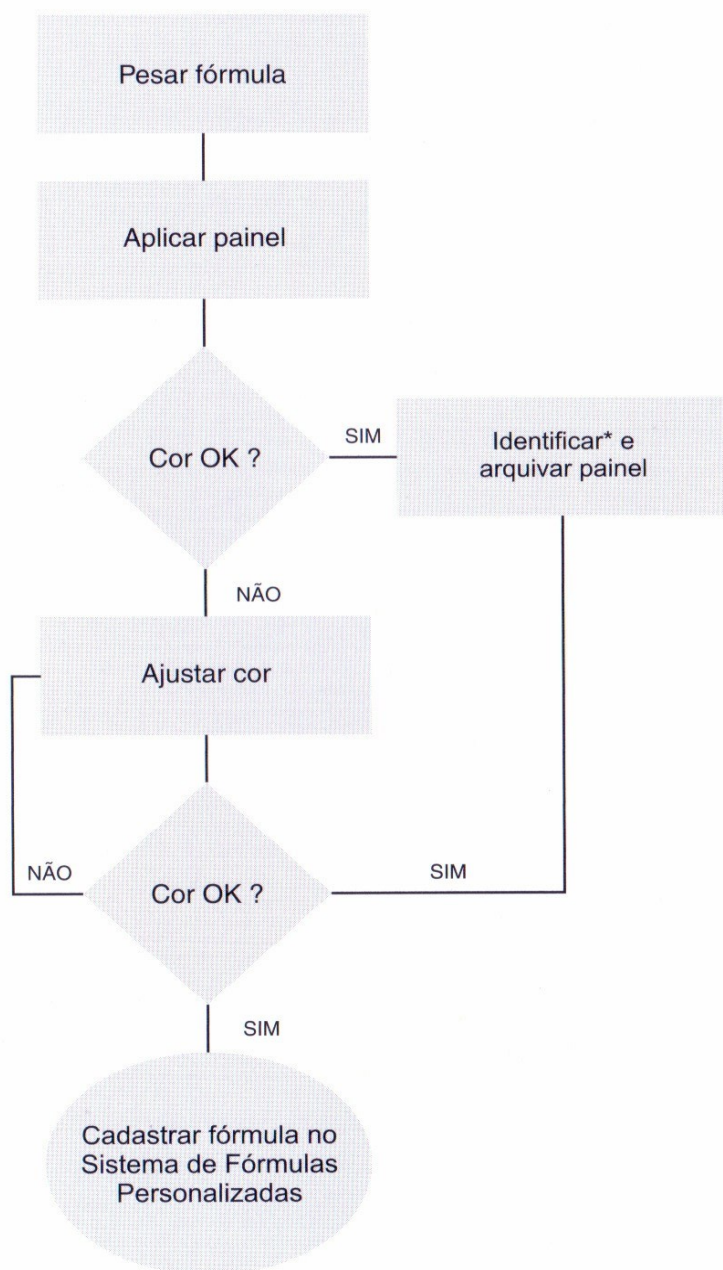 Pesar fórmula
Aplicar painel
Cor OK ?
SIM
Identificar* e
arquivar painel
NÃO
Ajustar cor
NÃO
Cor OK ?
SIM
SIM
Cadastrar fórmula no
Sistema de Fórmulas
Personalizadas